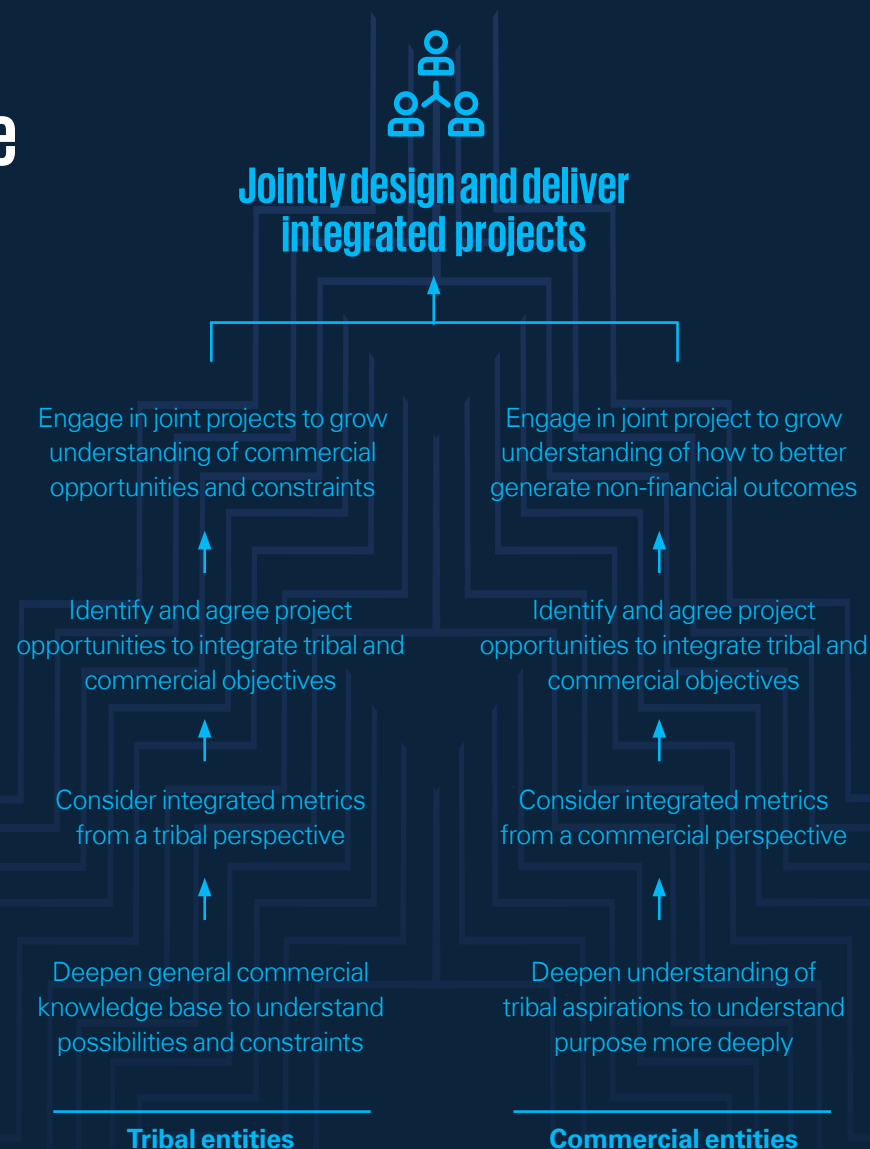 Jointly design and deliver
integrated projects
Engage in joint projects to grow
understanding of commercial
opportunities and constraints
Engage in joint project to grow
understanding of how to better
generate non-financial outcomes
Identify and agree project
opportunities to integrate tribal and
commercial objectives
Identify and agree project
opportunities to integrate tribal and
commercial objectives
Consider integrated metrics
from a tribal perspective
Consider integrated metrics
from a commercial perspective
Deepen general commercial
knowledge base to understand
possibilities and constraints
Deepen understanding of
tribal aspirations to understand
purpose more deeply
Tribal entities
Commercial entities